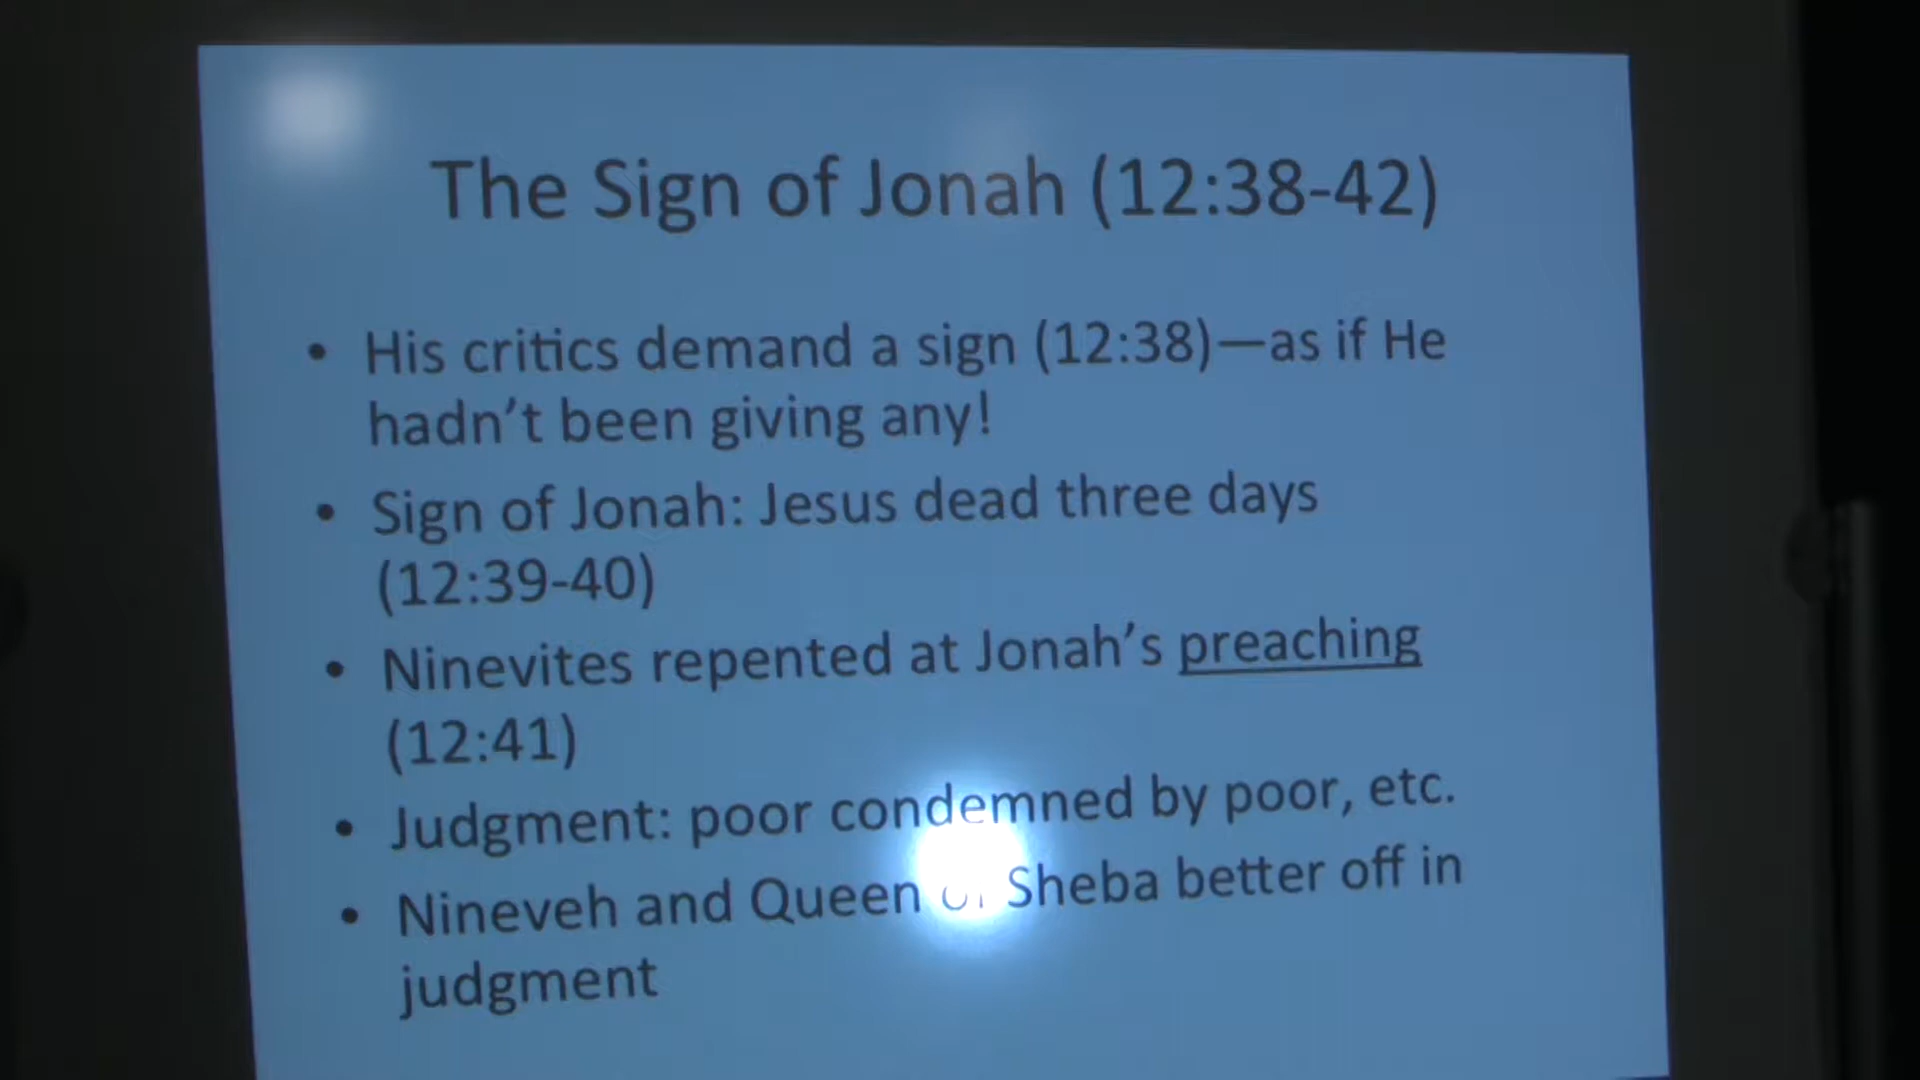 The Sign of Jonah (12:38-42)
• His critics demand a sign (12:38)—as if He
hadn't been giving any!
• Sign of Jonah: Jesus dead three days
(12:39-40)
• Ninevites repented at Jonah's preaching
(12:41)
• Judgment: poor condemned by poor, etc.
• Nineveh and Queen of Sheba better off in
judgment